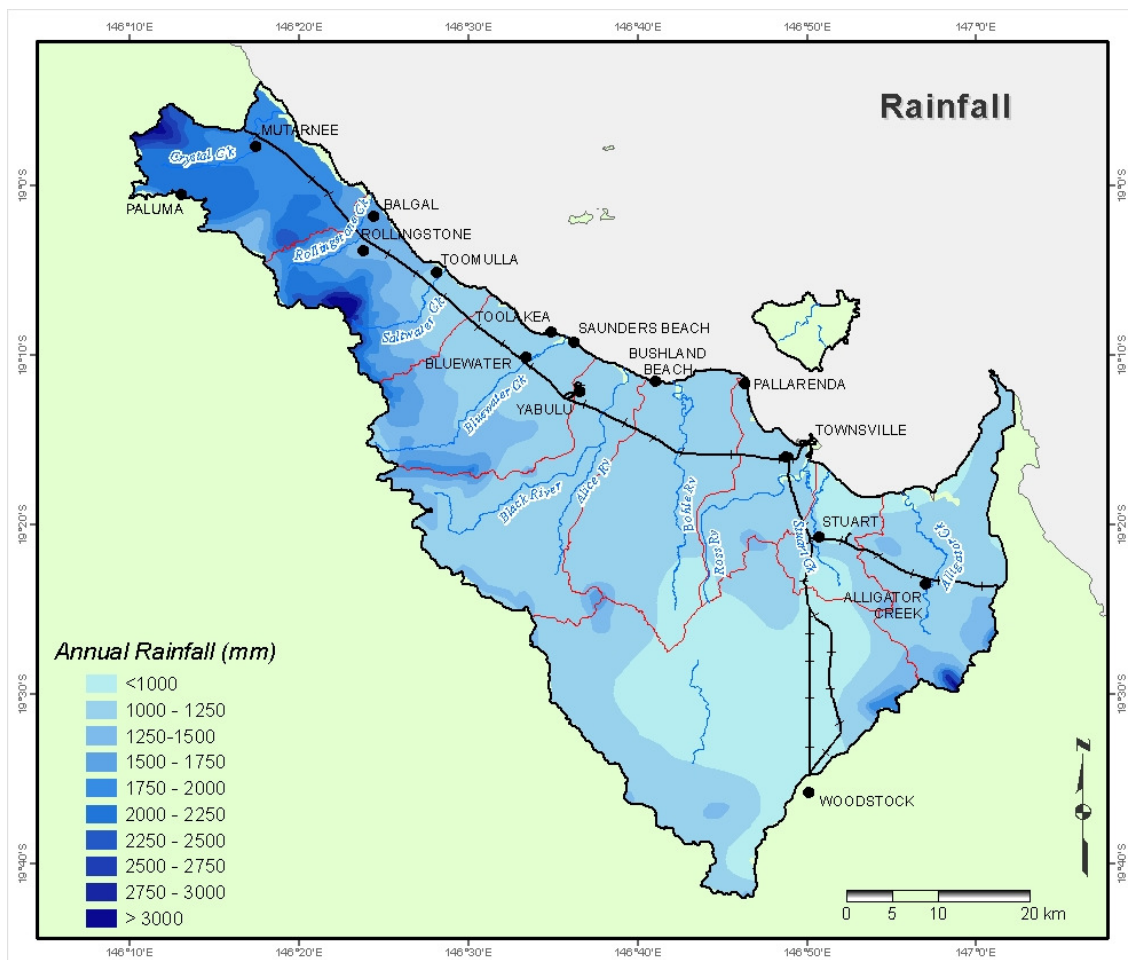 146°10'E
146°20'E
146°30'E
146°40'E
146°50'E
147°0'E
Rainfall
MUTARNEE
Crystal Ck
19°0'S
19°0'S
PALUMA
BALGAL
Rollingstone Ck
ROLLINGSTONE
TOOMULLA
Saltwater Ck
TOOLAKEA
SAUNDERS BEACH
19°10'S
19°10'S
BLUEWATER
BUSHLAND
BEACH
PALLARENDA
Bluewater Ck
YABULU
TOWNSVILLE
Black River
Alice Rv
Bohle Rv
Ross Rv
Stuart Ck
19°20'S
19°20'S
STUART
Alligator Ck
ALLIGATOR
CREEK
Annual Rainfall (mm)
<1000
1000 - 1250
1250-1500
1500 - 1750
1750 - 2000
2000 - 2250
2250 - 2500
2500 - 2750
2750 - 3000
> 3000
19°30'S
19°30'S
WOODSTOCK
Z
19°40'S
19°40'S
0 5 10 20 km
146°10'E
146°20'E
146°30'E
146°40'E
146°50'E
147°0'E